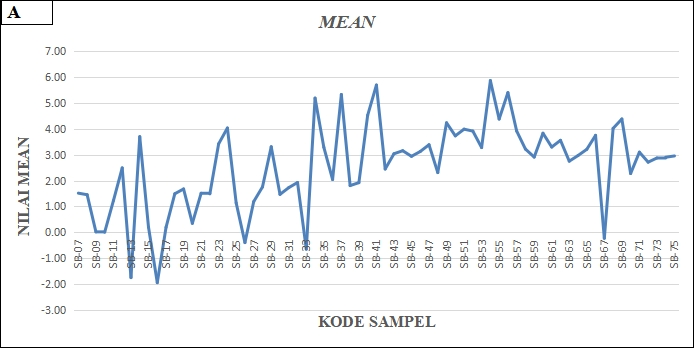 A
MEAN
7.00
6.00
5.00
4.00
3.00
2.00
1.00
0.00
-1.00
-2.00
-3.00
NILAI MEAN
SB-07
SB-09
SB-11
SB-13
SB-15
SB-17
SB-19
SB-21
SB-23
SB-25
SB-27
SB-29
SB-31
SB-33
SB-35
SB-37
SB-39
SB-41
SB-43
SB-45
SB-47
SB-49
SB-51
SB-53
SB-55
SB-57
SB-59
SB-61
SB-63
SB-65
SB-67
SB-69
SB-71
SB-73
SB-75
KODE SAMPEL